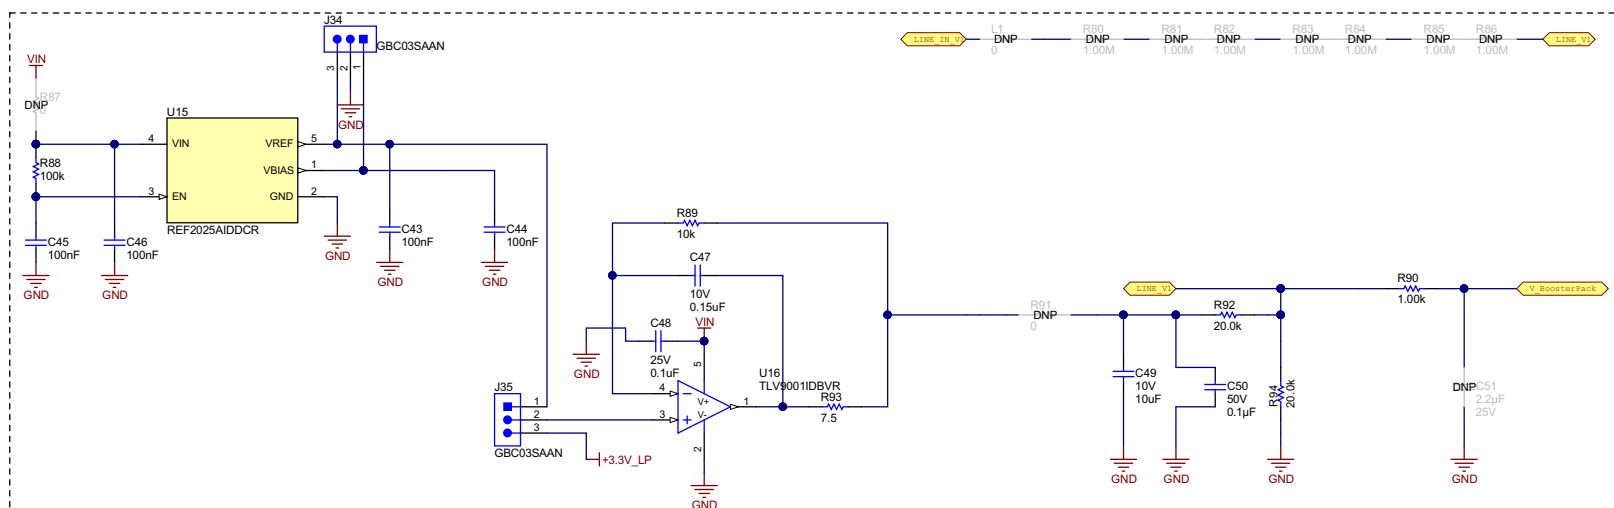 J34
GBC03SAAN
3
2
1
GND
VIN
DNP
R87
0
R88
100k
C45
100nF
GND
C46
100nF
GND
U15
4
VIN
3
EN
VREF
5
VBIAS
1
GND
2
REF2025AIDDCR
GND
C43
100nF
GND
C44
100nF
GND
LINE_IN_V1
L1
DNP
0
R80
DNP
1.00M
R81
DNP
1.00M
R82
DNP
1.00M
R83
DNP
1.00M
R84
DNP
1.00M
R85
DNP
1.00M
R86
DNP
1.00M
LINE_V1
R89
10k
C47
10V
0.15uF
C48
25V
0.1uF
GND
VIN
5
U16
TLV9001IDBVR
4
3
V+
V-
1
2
GND
R93
7.5
J35
1
2
3
GBC03SAAN
+3.3V_LP
R91
DNP
0
LINE_V1
R92
20.0k
C49
10V
10uF
GND
C50
50V
0.1µF
GND
R94
20.0k
GND
R90
1.00k
V_BoosterPack
DNP
C51
2.2µF
25V
GND